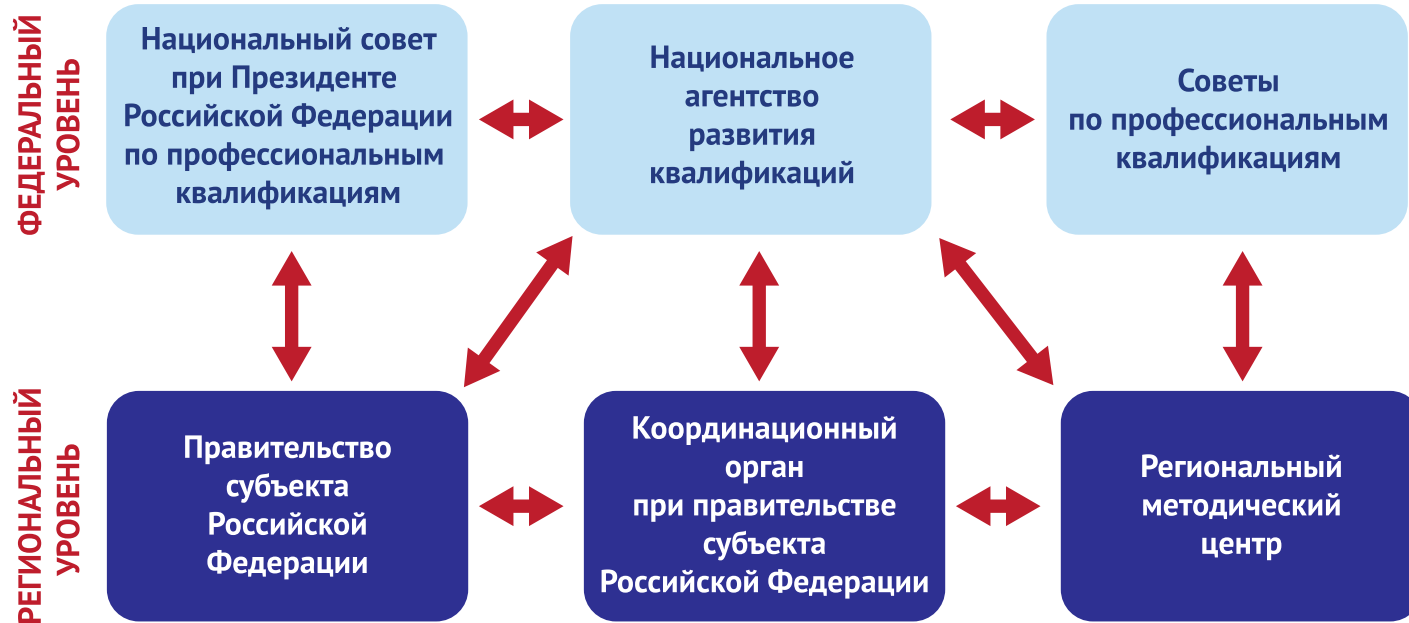 ФЕДЕРАЛЬНЫЙ
УРОВЕНЬ
Национальный совет
при Президенте
Российской Федерации
по профессиональным
квалификациям
Национальное
агентство
развития
квалификаций
Советы
по профессиональным
квалификациям
РЕГИОНАЛЬНЫЙ
УРОВЕНЬ
Правительство
субъекта
Российской
Федерации
Координационный
орган
при правительстве
субъекта
Российской Федерации
Региональный
методический
центр